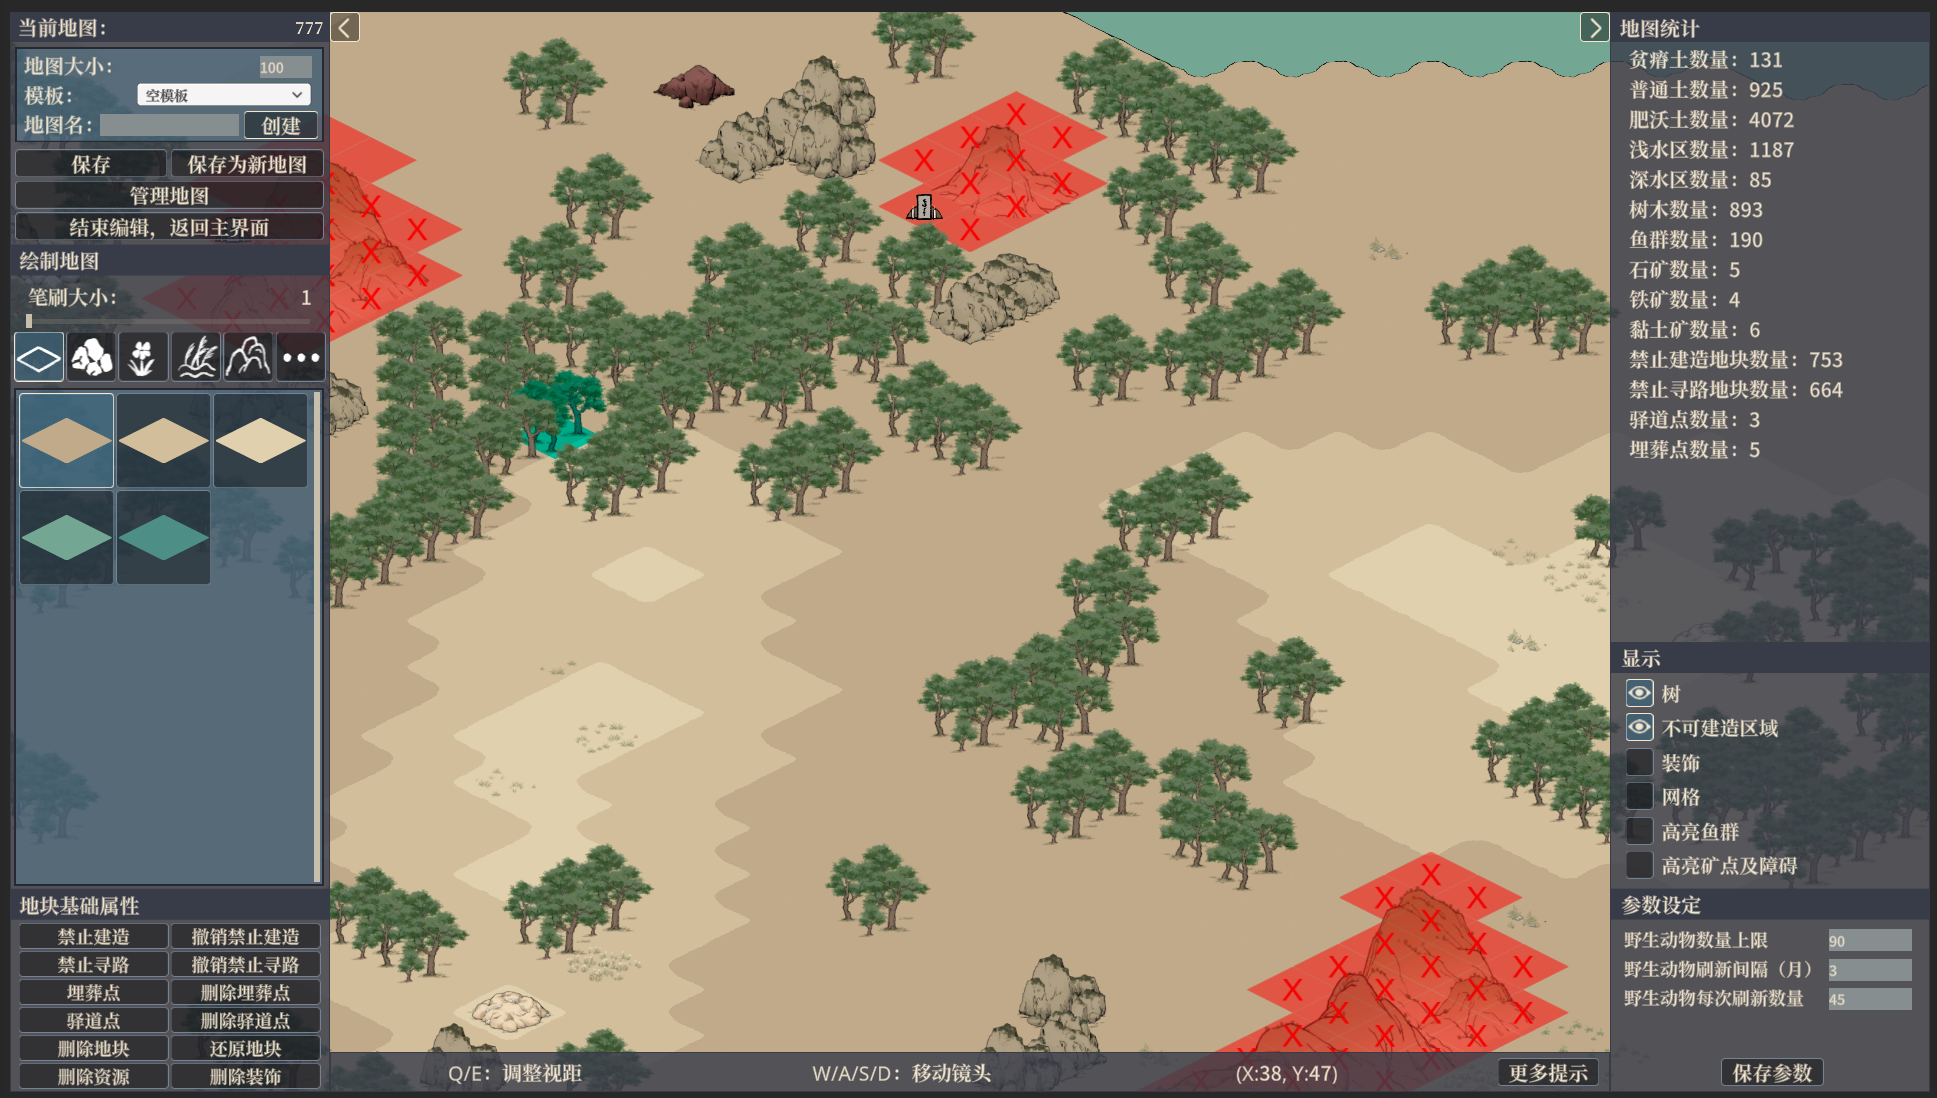 当前地图： 777
地图大小： 100
模板： 空模板
地图名： 创建
保存 保存为新地图
管理地图
结束编辑，返回主界面
绘制地图
笔刷大小： 1
地块基础属性
禁止建造 撤销禁止建造
禁止寻路 撤销禁止寻路
埋葬点 删除埋葬点
驿道点 删除驿道点
删除地块 还原地块
删除资源 删除装饰
Q/E：调整视距 W/A/S/D：移动镜头 (X:38, Y:47) 更多提示
地图统计
贫瘠土数量：131
普通土数量：925
肥沃土数量：4072
浅水区数量：1187
深水区数量：85
树木数量：893
鱼群数量：190
石矿数量：5
铁矿数量：4
黏土矿数量：6
禁止建造地块数量：753
禁止寻路地块数量：664
驿道点数量：3
埋葬点数量：5
显示
树
不可建造区域
装饰
网格
高亮鱼群
高亮矿点及障碍
参数设定
野生动物数量上限 90
野生动物刷新间隔（月） 3
野生动物每次刷新数量 45
保存参数